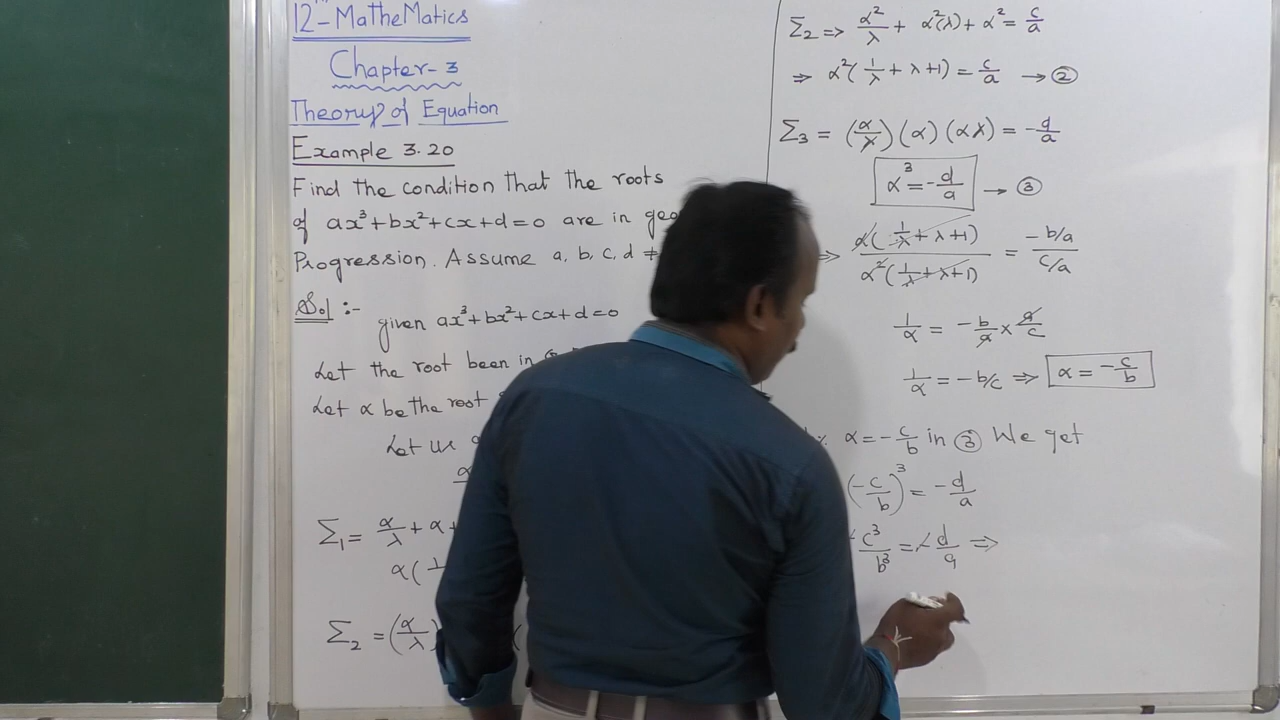 12th-MatheMatics
Chapter-3
Theory of Equation
Example 3.20
Find the condition that the roots
of ax³+bx²+cx+d=0 are in
Progression. Assume a, b, c, d ≠
Sol :-
given ax³+bx²+cx+d=0
Let the root been in
Let α be the root
Let us
α
Σ₁ = α/λ + α +
α(1
Σ₂ = (α/λ)
Σ₂ ⇒ α²/λ + α²(λ) + α² = c/a
⇒ α²(1/λ + λ + 1) = c/a → ②
Σ₃ = (α/λ)(α)(αλ) = -d/a
α³ = -d/a → ③
⇒ α(1/λ + λ + 1) / α²(1/λ + λ + 1) = (-b/a) / (c/a)
1/α = -b/a × a/c
1/α = -b/c ⇒ α = -c/b
α = -c/b in ③ We get
(-c/b)³ = -d/a
c³/b³ = -d/a ⇒